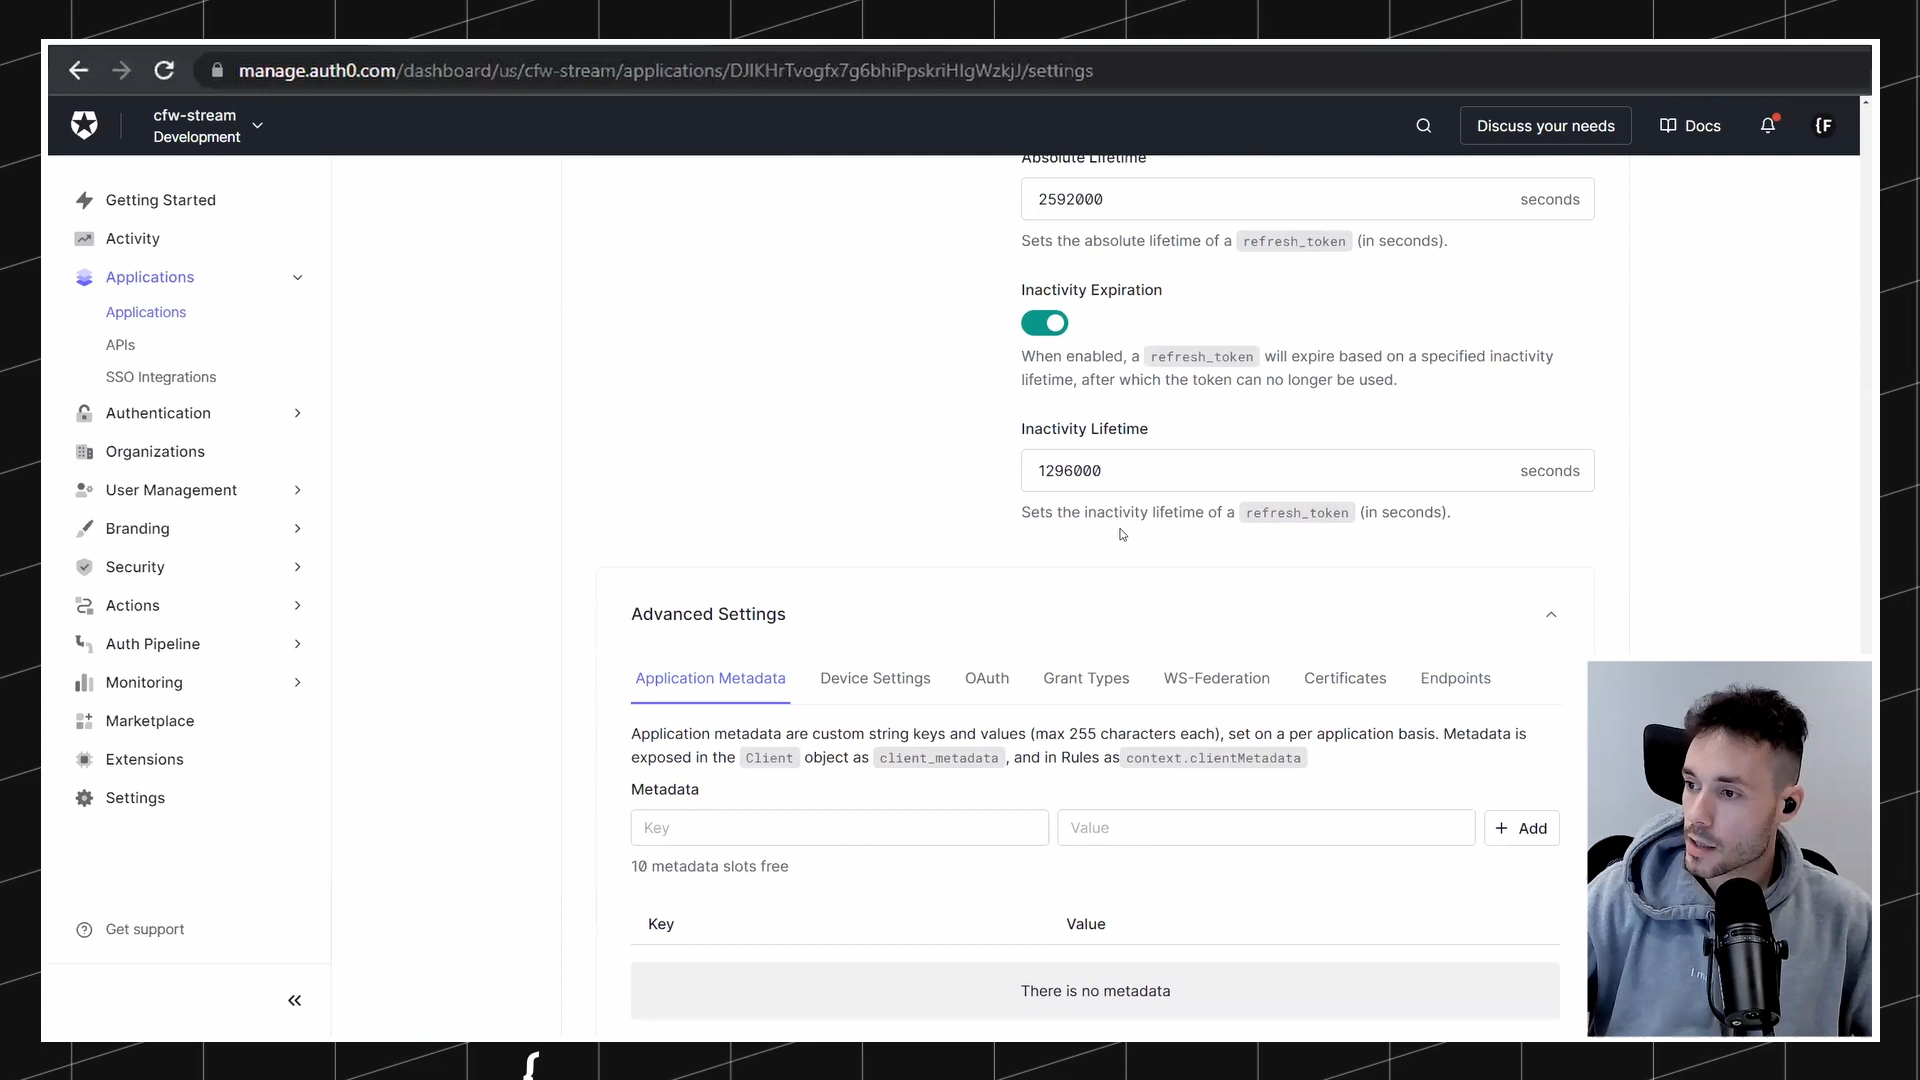 manage.auth0.com/dashboard/us/cfw-stream/applications/DJIKHrTvogfx7g6bhiPpskriHIgWzkjJ/settings
cfw-stream
Development
Discuss your needs
Docs
{F
Getting Started
Activity
Applications
Applications
APIs
SSO Integrations
Authentication
Organizations
User Management
Branding
Security
Actions
Auth Pipeline
Monitoring
Marketplace
Extensions
Settings
Get support
Absolute Lifetime
2592000 seconds
Sets the absolute lifetime of a refresh_token (in seconds).
Inactivity Expiration
When enabled, a refresh_token will expire based on a specified inactivity
lifetime, after which the token can no longer be used.
Inactivity Lifetime
1296000 seconds
Sets the inactivity lifetime of a refresh_token (in seconds).
Advanced Settings
Application Metadata Device Settings OAuth Grant Types WS-Federation Certificates Endpoints
Application metadata are custom string keys and values (max 255 characters each), set on a per application basis. Metadata is
exposed in the Client object as client_metadata, and in Rules as context.clientMetadata
Metadata
Key Value + Add
10 metadata slots free
Key Value
There is no metadata
{